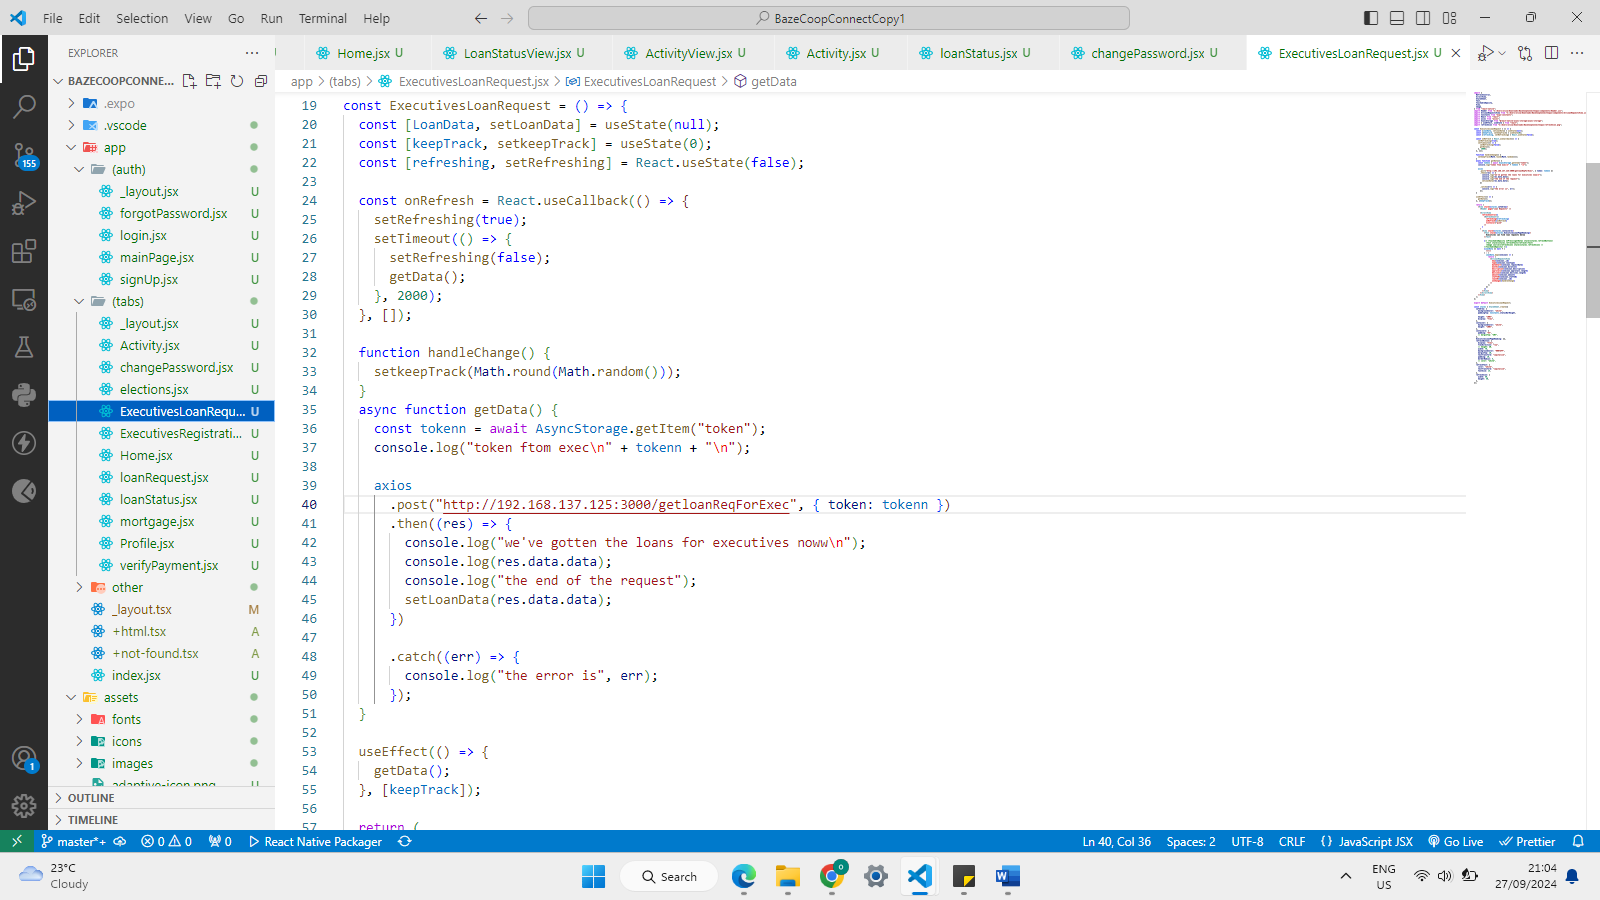 File Edit Selection View Go Run Terminal Help
BazeCoopConnectCopy1
EXPLORER
Home.jsx U
LoanStatusView.jsx U
ActivityView.jsx U
Activity.jsx U
loanStatus.jsx U
changePassword.jsx U
ExecutivesLoanRequest.jsx U
BAZECOOPCONNE...
app > (tabs) > ExecutivesLoanRequest.jsx > ExecutivesLoanRequest > getData
.expo
.vscode
app
(auth)
_layout.jsx U
forgotPassword.jsx U
login.jsx U
mainPage.jsx U
signUp.jsx U
(tabs)
_layout.jsx U
Activity.jsx U
changePassword.jsx U
elections.jsx U
ExecutivesLoanRequ... U
ExecutivesRegistrati... U
Home.jsx U
loanRequest.jsx U
loanStatus.jsx U
mortgage.jsx U
Profile.jsx U
verifyPayment.jsx U
other
_layout.tsx M
+html.tsx A
+not-found.tsx A
index.jsx U
assets
fonts
icons
images
adaptive-icon.png U
OUTLINE
TIMELINE
155
1
19 const ExecutivesLoanRequest = () => {
20 const [LoanData, setLoanData] = useState(null);
21 const [keepTrack, setkeepTrack] = useState(0);
22 const [refreshing, setRefreshing] = React.useState(false);
23
24 const onRefresh = React.useCallback(() => {
25 setRefreshing(true);
26 setTimeout(() => {
27 setRefreshing(false);
28 getData();
29 }, 2000);
30 }, []);
31
32 function handleChange() {
33 setkeepTrack(Math.round(Math.random()));
34 }
35 async function getData() {
36 const tokenn = await AsyncStorage.getItem("token");
37 console.log("token ftom exec\n" + tokenn + "\n");
38
39 axios
40 .post("http://192.168.137.125:3000/getloanReqForExec", { token: tokenn })
41 .then((res) => {
42 console.log("we've gotten the loans for executives noww\n");
43 console.log(res.data.data);
44 console.log("the end of the request");
45 setLoanData(res.data.data);
46 })
47
48 .catch((err) => {
49 console.log("the error is", err);
50 });
51 }
52
53 useEffect(() => {
54 getData();
55 }, [keepTrack]);
56
57 return (
master*+ 0 0 0 React Native Packager
Ln 40, Col 36 Spaces: 2 UTF-8 CRLF {} JavaScript JSX Go Live Prettier
23°C
Cloudy
Search
ENG
US
21:04
27/09/2024